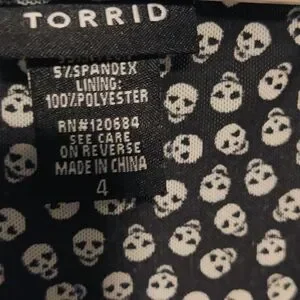 TORRID
5%SPANDEX
LINING:
100%POLYESTER
RN#120684
SEE CARE
ON REVERSE
MADE IN CHINA
4